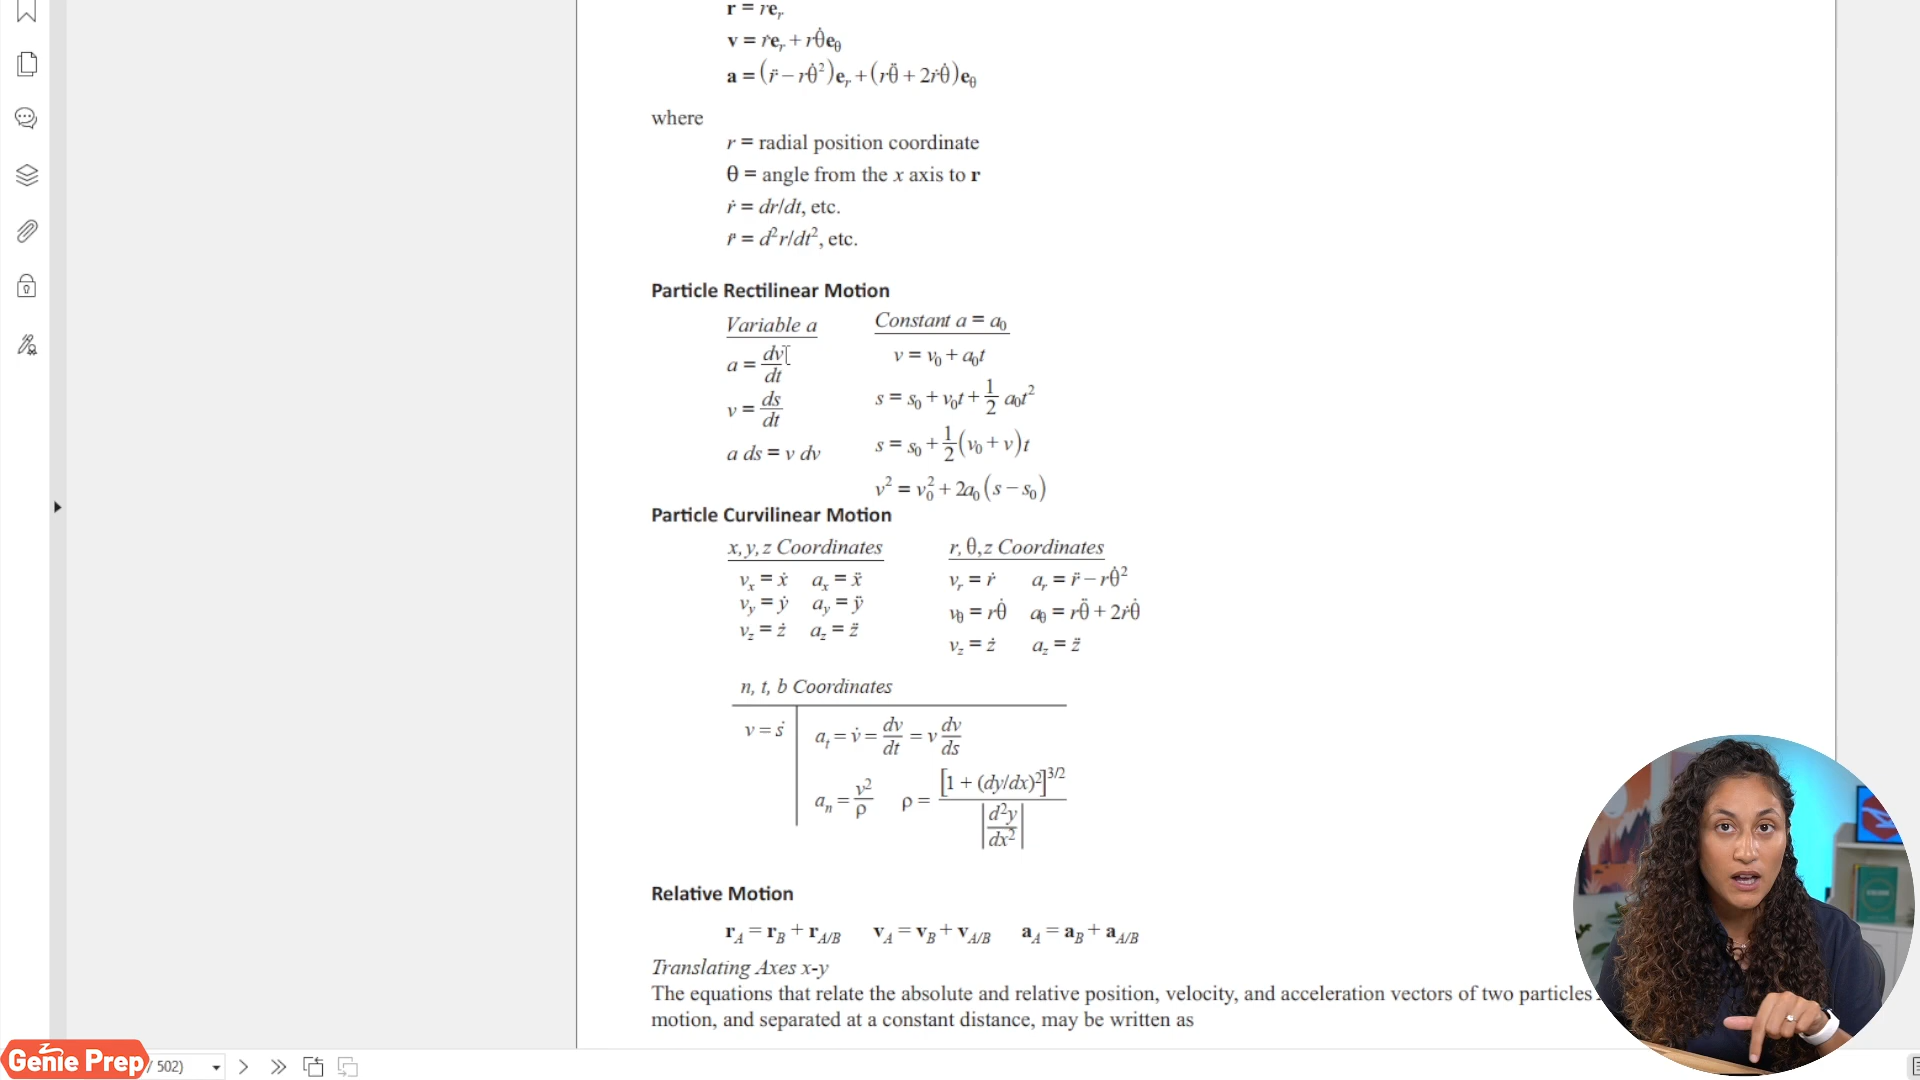 r = re_r
v = ṙe_r + rθ̇e_θ
a = (r̈ − rθ̇²)e_r + (rθ̈ + 2ṙθ̇)e_θ
where
r = radial position coordinate
θ = angle from the x axis to r
ṙ = dr/dt, etc.
r̈ = d²r/dt², etc.
Particle Rectilinear Motion
Variable a
a = dv/dt
v = ds/dt
a ds = v dv
Constant a = a₀
v = v₀ + a₀t
s = s₀ + v₀t + 1/2 a₀t²
s = s₀ + 1/2 (v₀ + v)t
v² = v₀² + 2a₀(s − s₀)
Particle Curvilinear Motion
x, y, z Coordinates
v_x = ẋ a_x = ẍ
v_y = ẏ a_y = ÿ
v_z = ż a_z = z̈
r, θ, z Coordinates
v_r = ṙ a_r = r̈ − rθ̇²
v_θ = rθ̇ a_θ = rθ̈ + 2ṙθ̇
v_z = ż a_z = z̈
n, t, b Coordinates
v = ṡ
a_t = v̇ = dv/dt = v dv/ds
a_n = v²/ρ ρ = [1 + (dy/dx)²]^3/2 / |d²y/dx²|
Relative Motion
r_A = r_B + r_A/B v_A = v_B + v_A/B a_A = a_B + a_A/B
Translating Axes x-y
The equations that relate the absolute and relative position, velocity, and acceleration vectors of two particles
motion, and separated at a constant distance, may be written as
Genie Prep
/ 502)